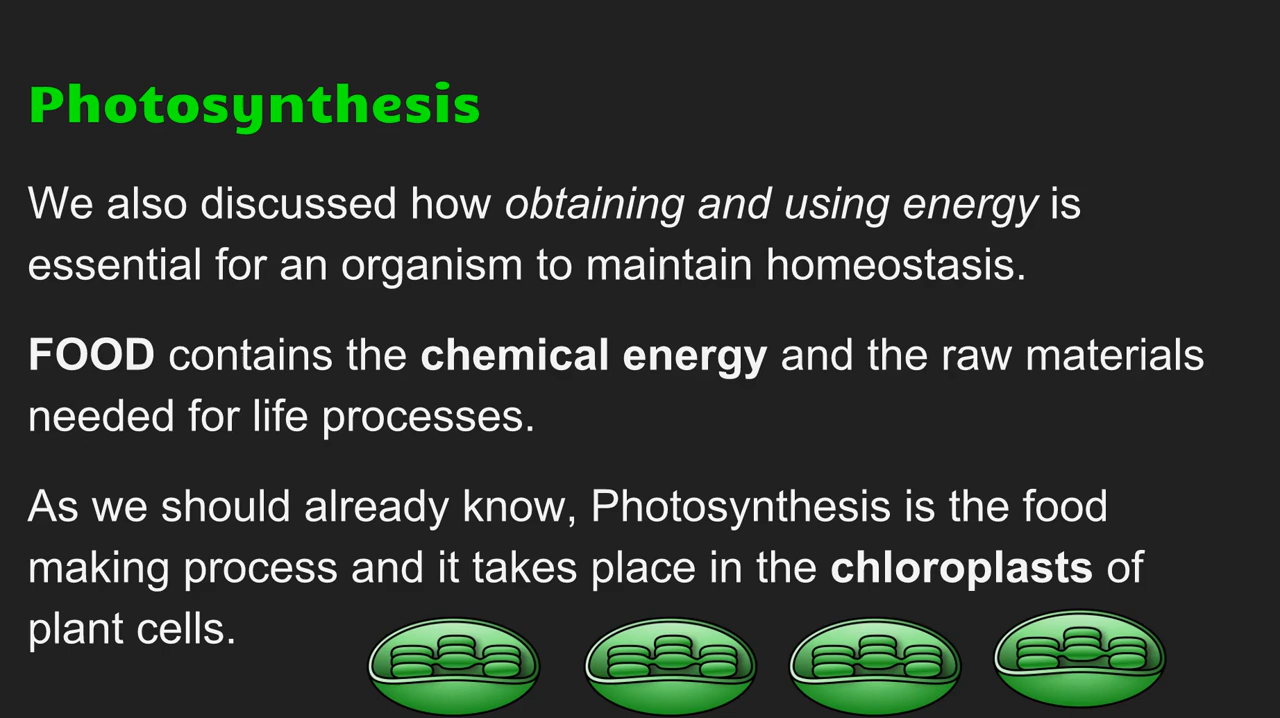 Photosynthesis
We also discussed how obtaining and using energy is
essential for an organism to maintain homeostasis.
FOOD contains the chemical energy and the raw materials
needed for life processes.
As we should already know, Photosynthesis is the food
making process and it takes place in the chloroplasts of
plant cells.